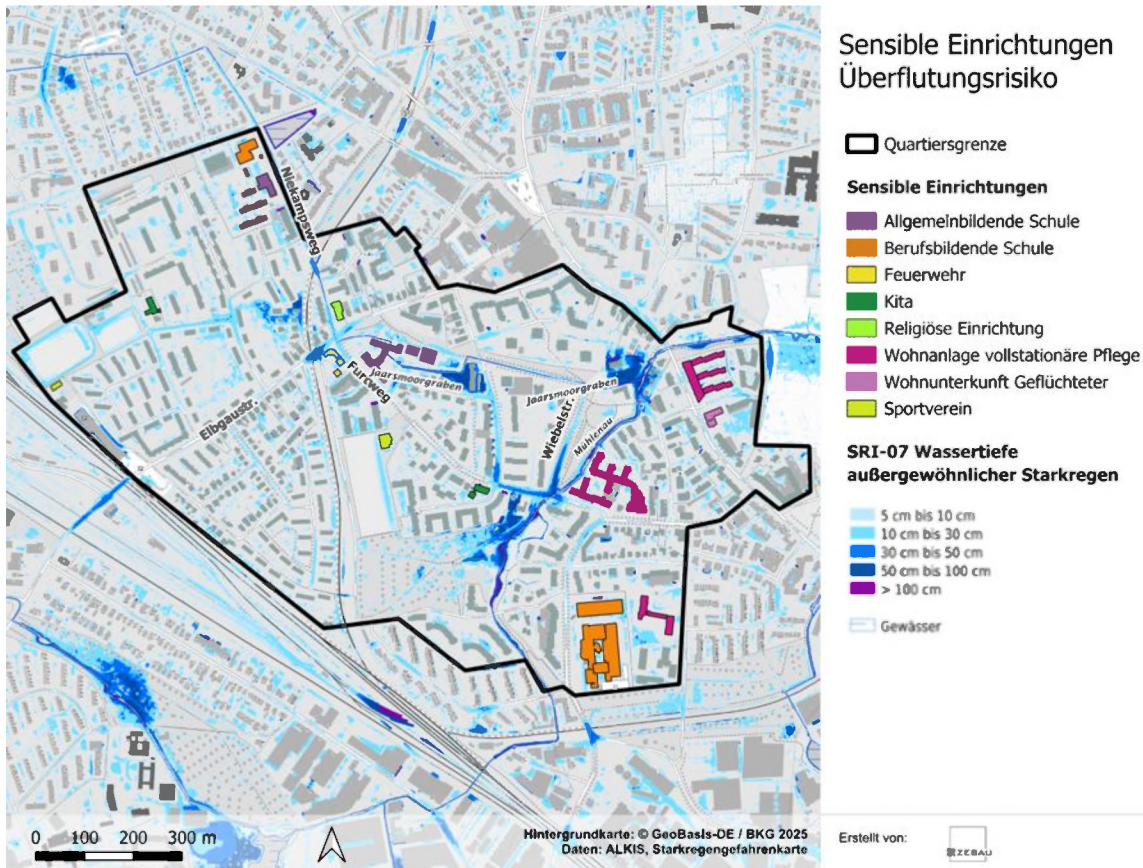 Sensible Einrichtungen
Überflutungsrisiko
Quartiersgrenze
Sensible Einrichtungen
Allgemeinbildende Schule
Berufsbildende Schule
Feuerwehr
Kita
Religiöse Einrichtung
Wohnanlage vollstationäre Pflege
Wohnunterkunft Geflüchteter
Sportverein
SRI-07 Wassertiefe
außergewöhnlicher Starkregen
5 cm bis 10 cm
10 cm bis 30 cm
30 cm bis 50 cm
50 cm bis 100 cm
> 100 cm
Gewässer
Niekampsweg
Furtweg
Jaarsmoorgraben
Jaarsmoorgraben
Elbgaustr.
Wiebelstr.
Mühlenau
0 100 200 300 m
Hintergrundkarte: © GeoBasis-DE / BKG 2025
Daten: ALKIS, Starkregengefahrenkarte
Erstellt von:
ZEBAU